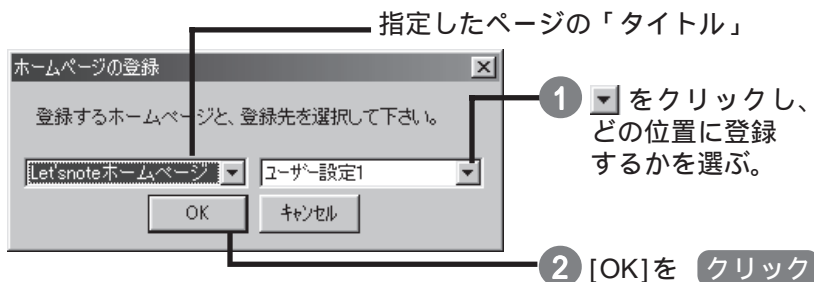 指定したページの「タイトル」
ホームページの登録
登録するホームページと、登録先を選択して下さい。
Let'snoteホームページ ユーザー設定1
OK キャンセル
1 ▼ をクリックし、
どの位置に登録
するかを選ぶ。
2 [OK]を クリック